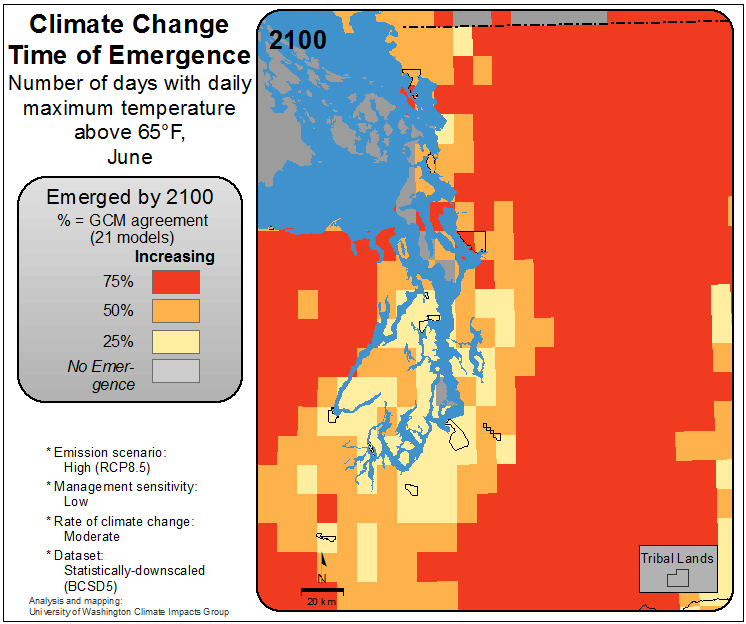 Climate Change
Time of Emergence
Number of days with daily
maximum temperature
above 65°F,
June
Emerged by 2100
% = GCM agreement
(21 models)
Increasing
75%
50%
25%
No Emer-
gence
* Emission scenario:
High (RCP8.5)
* Management sensitivity:
Low
* Rate of climate change:
Moderate
* Dataset:
Statistically-downscaled
(BCSD5)
Analysis and mapping:
University of Washington Climate Impacts Group
2100
N
20 km
Tribal Lands